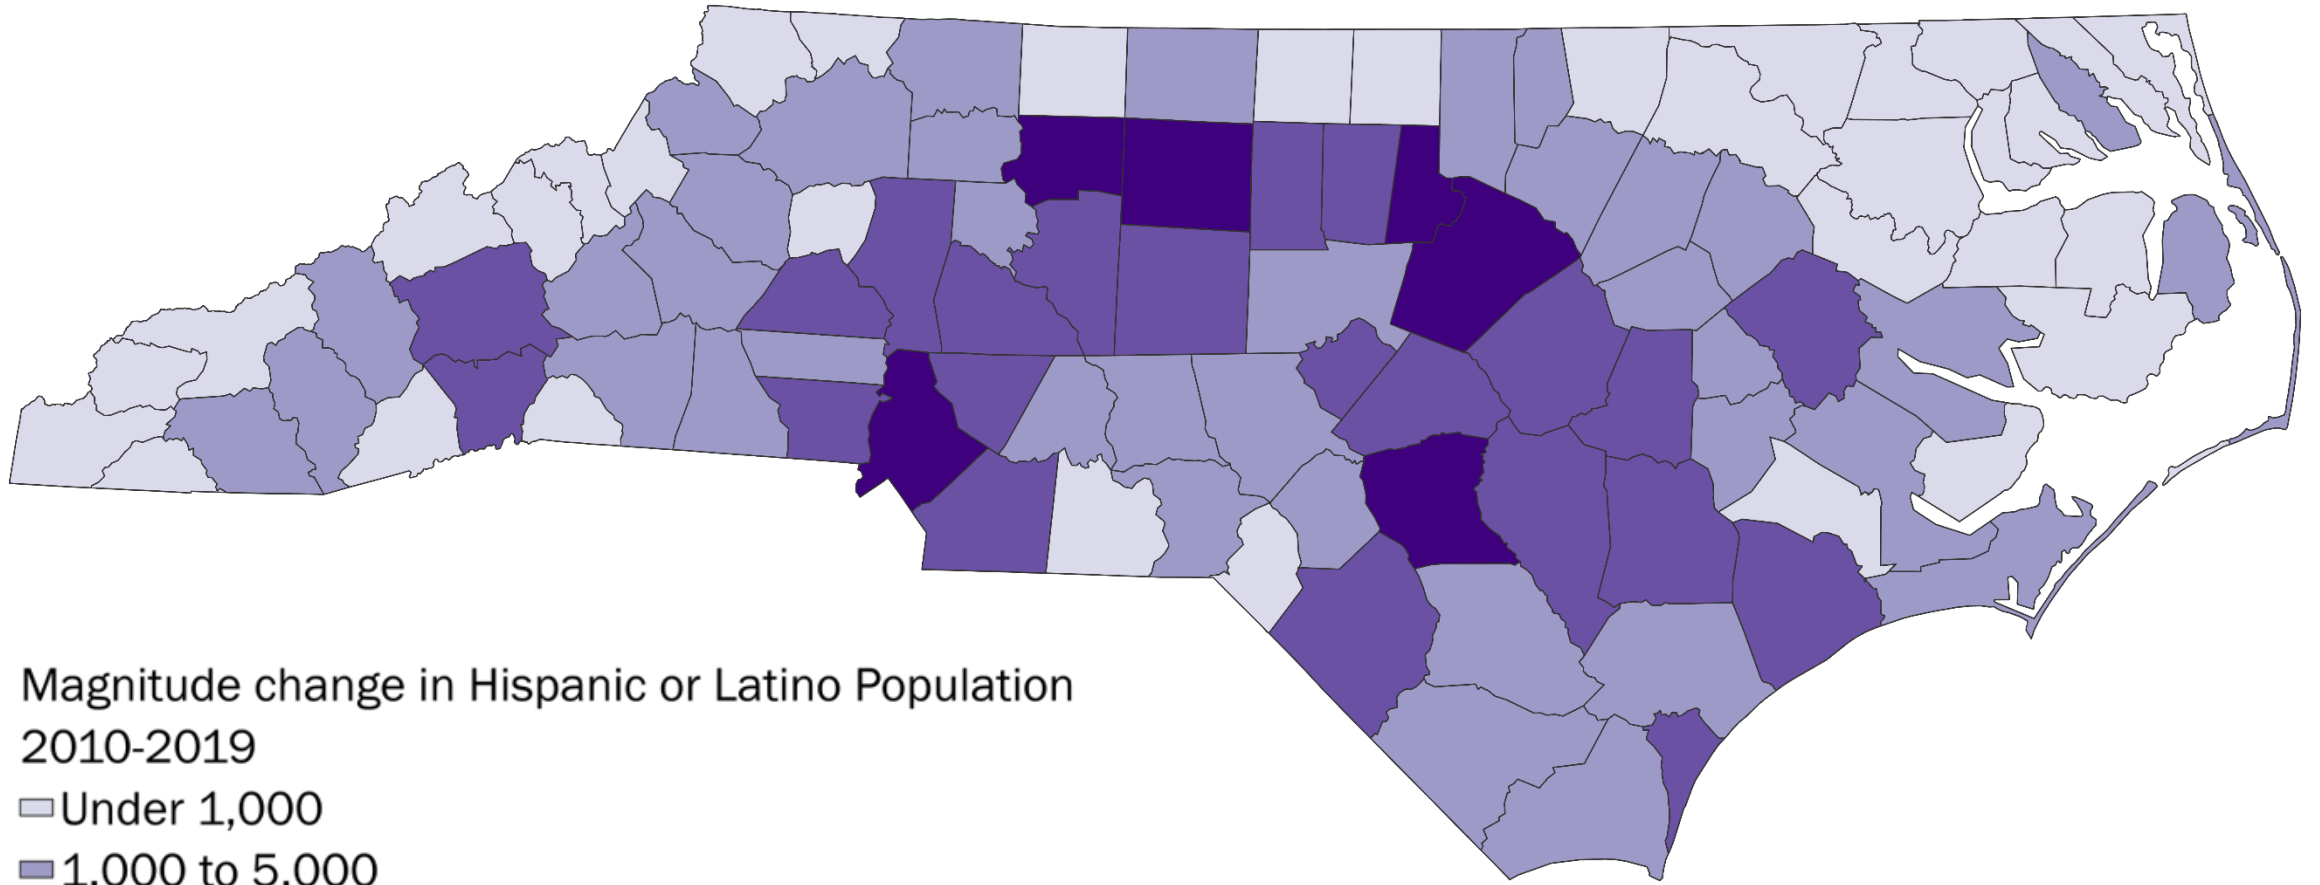 Magnitude change in Hispanic or Latino Population
2010-2019
Under 1,000
1,000 to 5,000